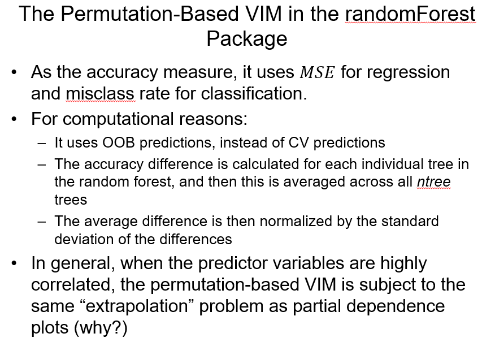 The Permutation-Based VIM in the randomForest
Package
• As the accuracy measure, it uses MSE for regression
and misclass rate for classification.
• For computational reasons:
– It uses OOB predictions, instead of CV predictions
– The accuracy difference is calculated for each individual tree in
the random forest, and then this is averaged across all ntree
trees
– The average difference is then normalized by the standard
deviation of the differences
• In general, when the predictor variables are highly
correlated, the permutation-based VIM is subject to the
same “extrapolation” problem as partial dependence
plots (why?)